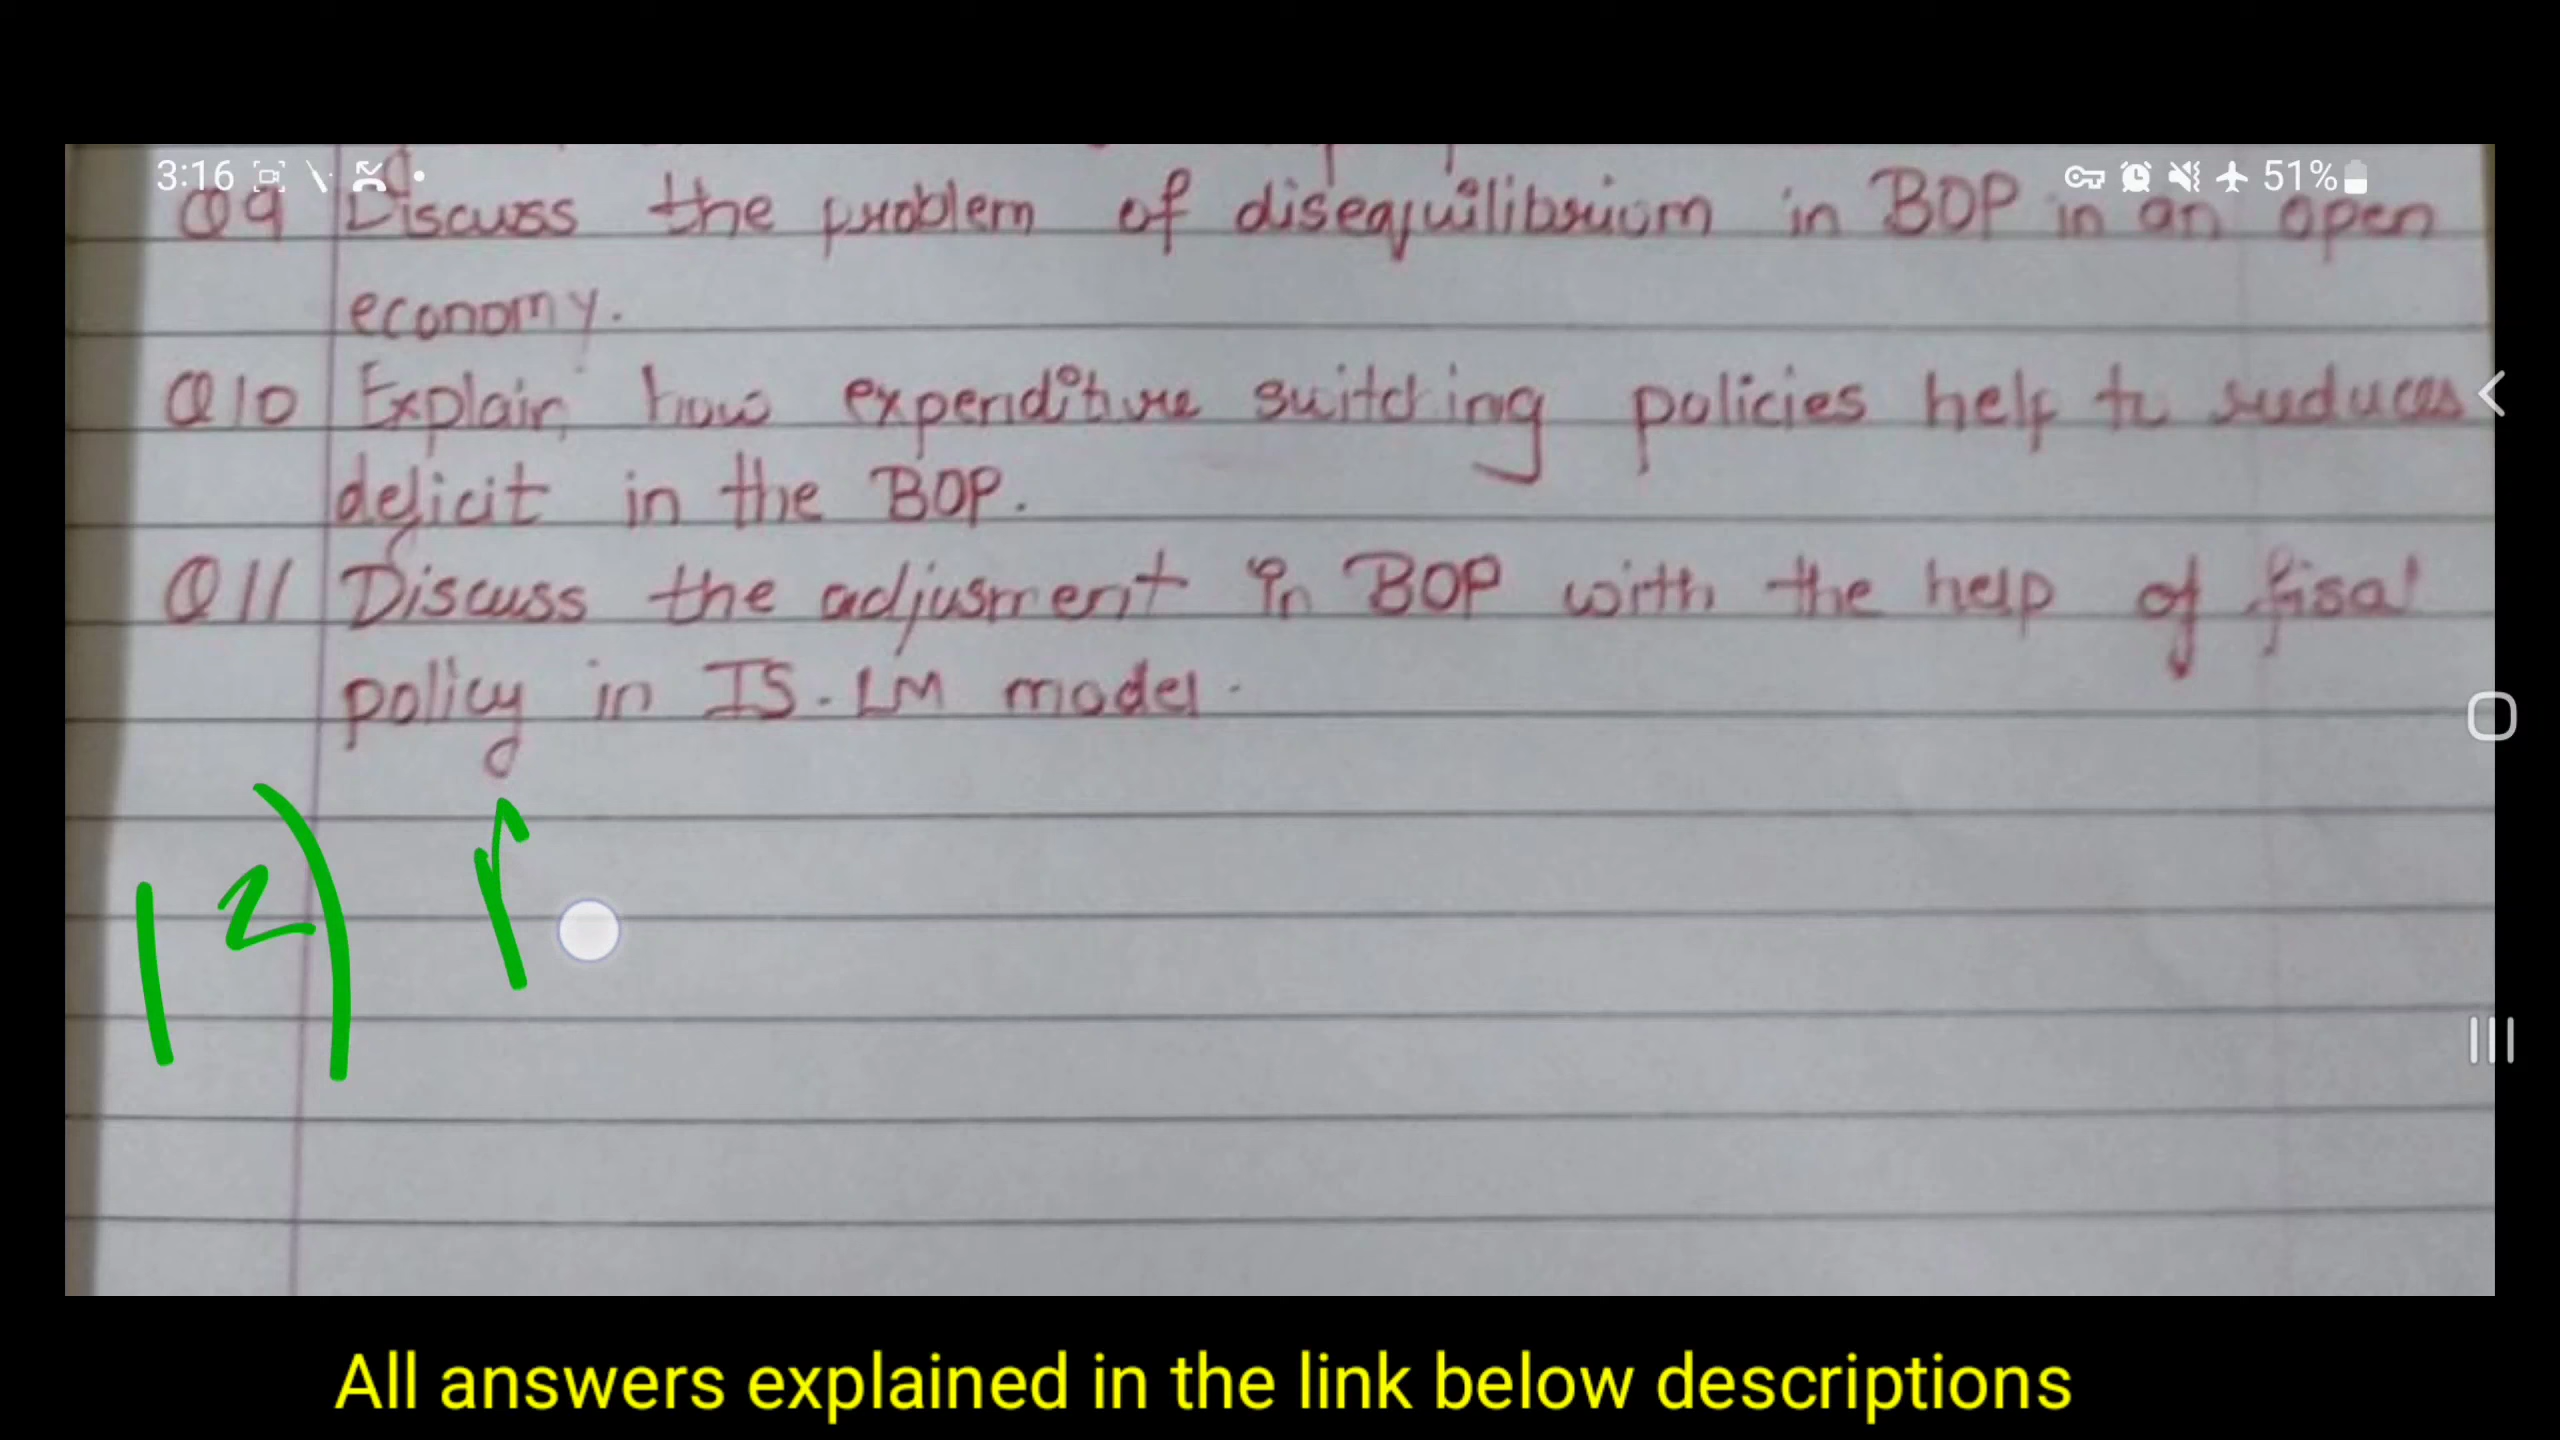 3:16 51%
Q9 Discuss the problem of disequilibrium in BOP in an open
economy.
Q10 Explain how expenditure switching policies help to reduces
deficit in the BOP.
Q11 Discuss the adjusment in BOP with the help of fisal
policy in IS-LM model.
12)
All answers explained in the link below descriptions